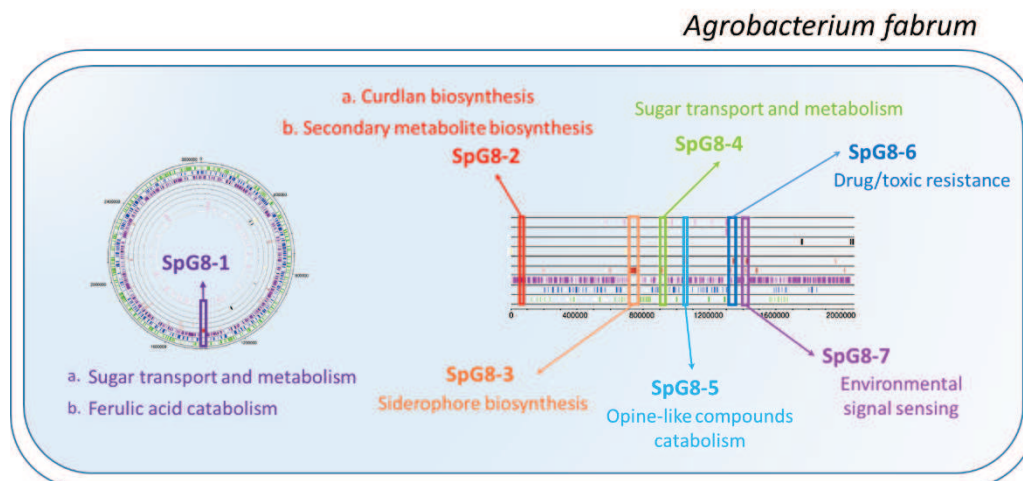 Agrobacterium fabrum
a. Curdlan biosynthesis
b. Secondary metabolite biosynthesis
SpG8-2
Sugar transport and metabolism
SpG8-4
SpG8-6
Drug/toxic resistance
SpG8-1
a. Sugar transport and metabolism
b. Ferulic acid catabolism
0 400000 800000 1200000 1600000 2000000
SpG8-3
Siderophore biosynthesis
SpG8-5
Opine-like compounds
catabolism
SpG8-7
Environmental
signal sensing